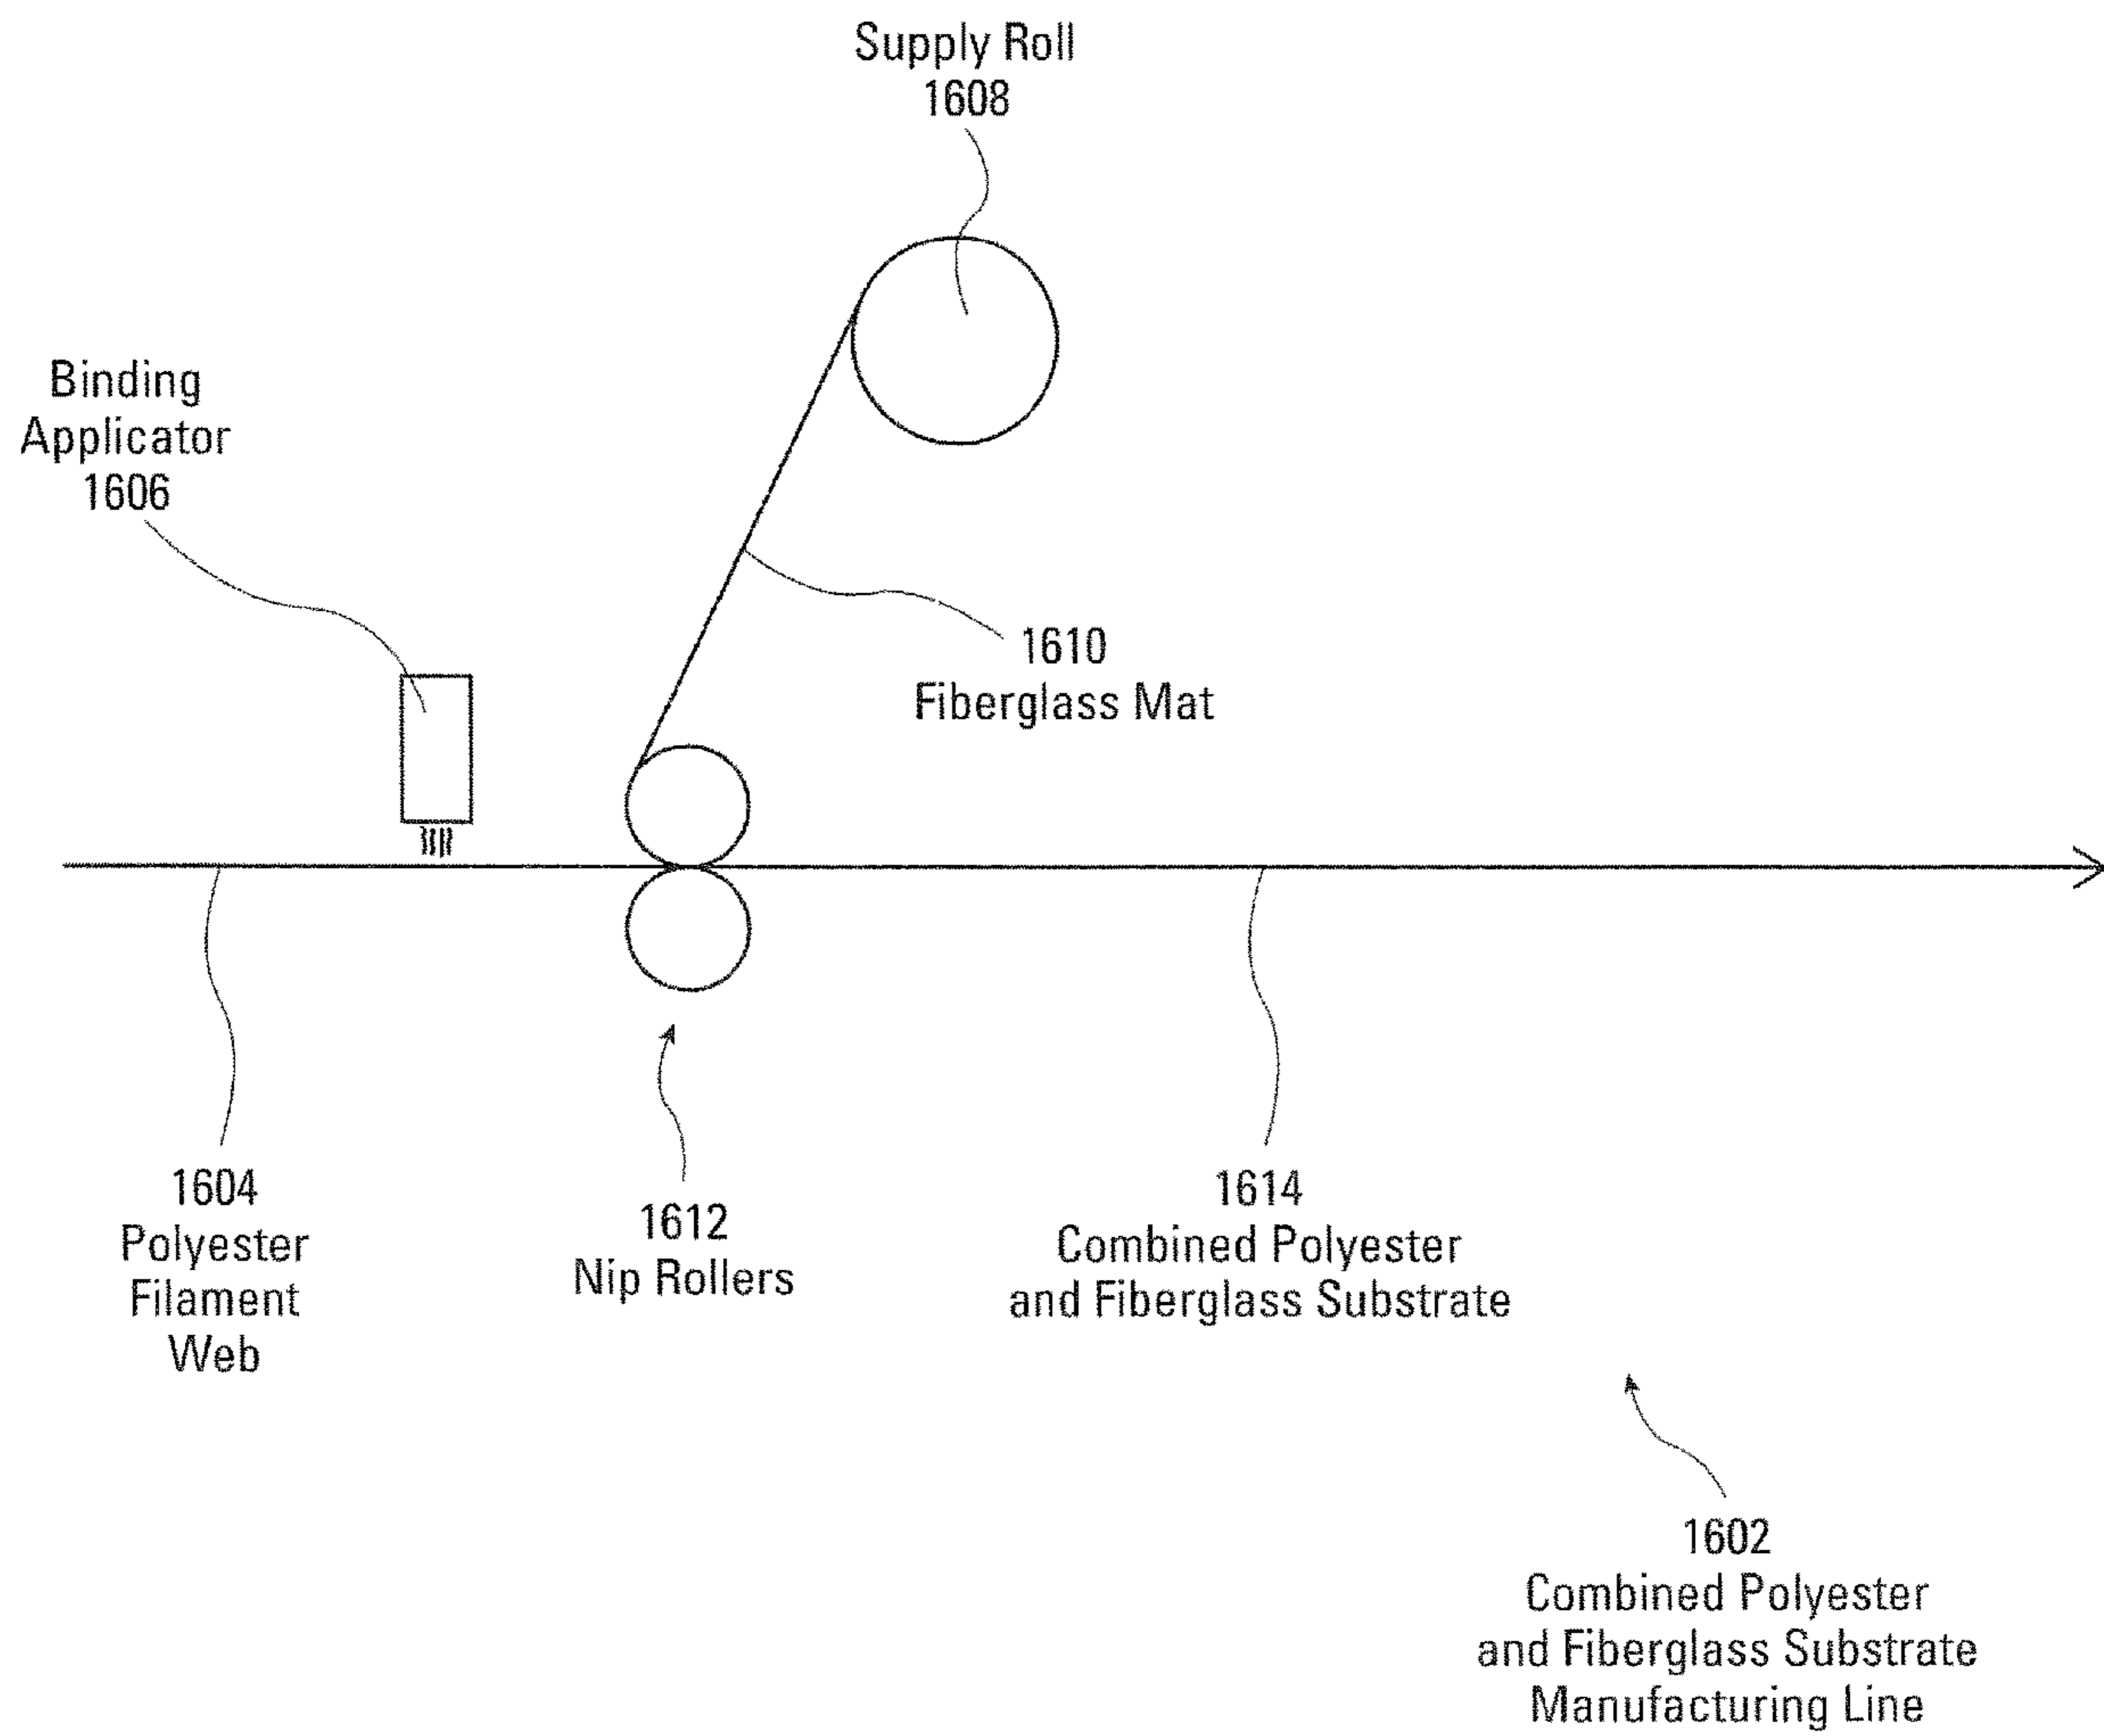 Supply Roll
1608
Binding
Applicator
1606
1610
Fiberglass Mat
1604
Polyester
Filament
Web
1612
Nip Rollers
1614
Combined Polyester
and Fiberglass Substrate
1602
Combined Polyester
and Fiberglass Substrate
Manufacturing Line